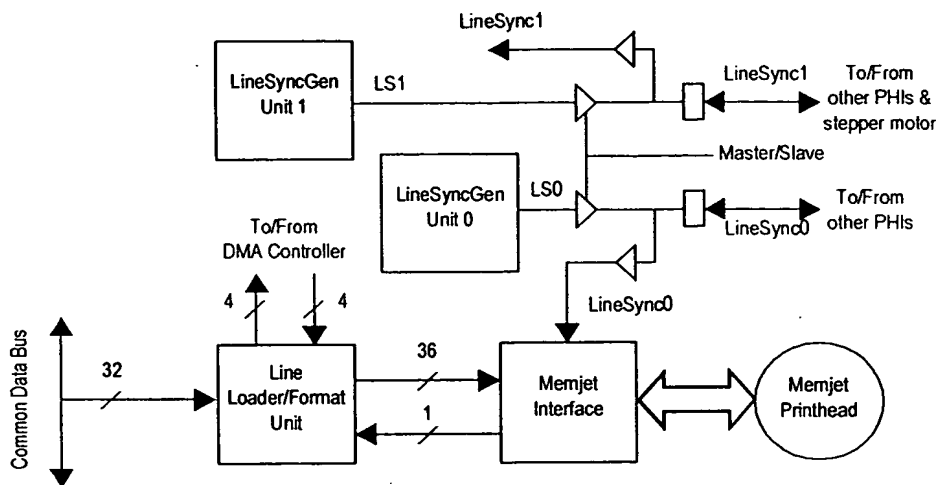 LineSync1
LineSyncGen
Unit 1
LS1
LineSync1
To/From
other PHIs &
stepper motor
Master/Slave
LineSyncGen
Unit 0
LS0
LineSync0
To/From
other PHIs
To/From
DMA Controller
4
4
LineSync0
Common Data Bus
32
Line
Loader/Format
Unit
36
1
Memjet
Interface
Memjet
Printhead